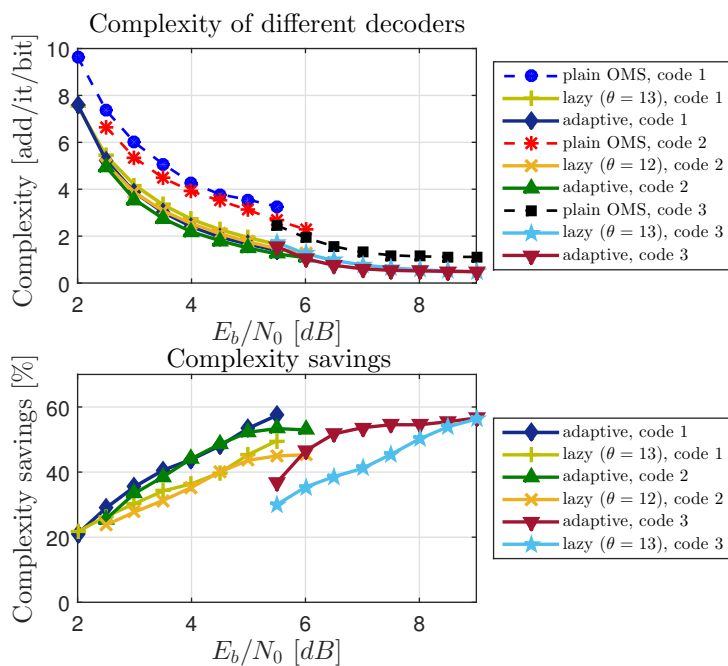 Complexity of different decoders
Complexity [add/it/bit]
10
8
6
4
2
0
2 4 6 8
E_b/N_0 [dB]
plain OMS, code 1
lazy (θ = 13), code 1
adaptive, code 1
plain OMS, code 2
lazy (θ = 12), code 2
adaptive, code 2
plain OMS, code 3
lazy (θ = 13), code 3
adaptive, code 3
Complexity savings
Complexity savings [%]
60
40
20
0
2 4 6 8
E_b/N_0 [dB]
adaptive, code 1
lazy (θ = 13), code 1
adaptive, code 2
lazy (θ = 12), code 2
adaptive, code 3
lazy (θ = 13), code 3